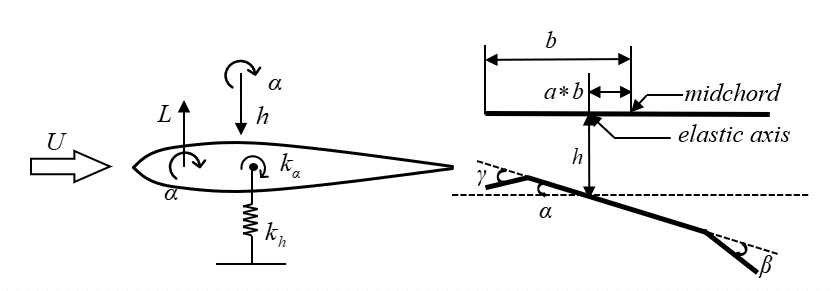 α
L
h
U
k_α
α
k_h
b
a*b
midchord
elastic axis
h
γ
α
β